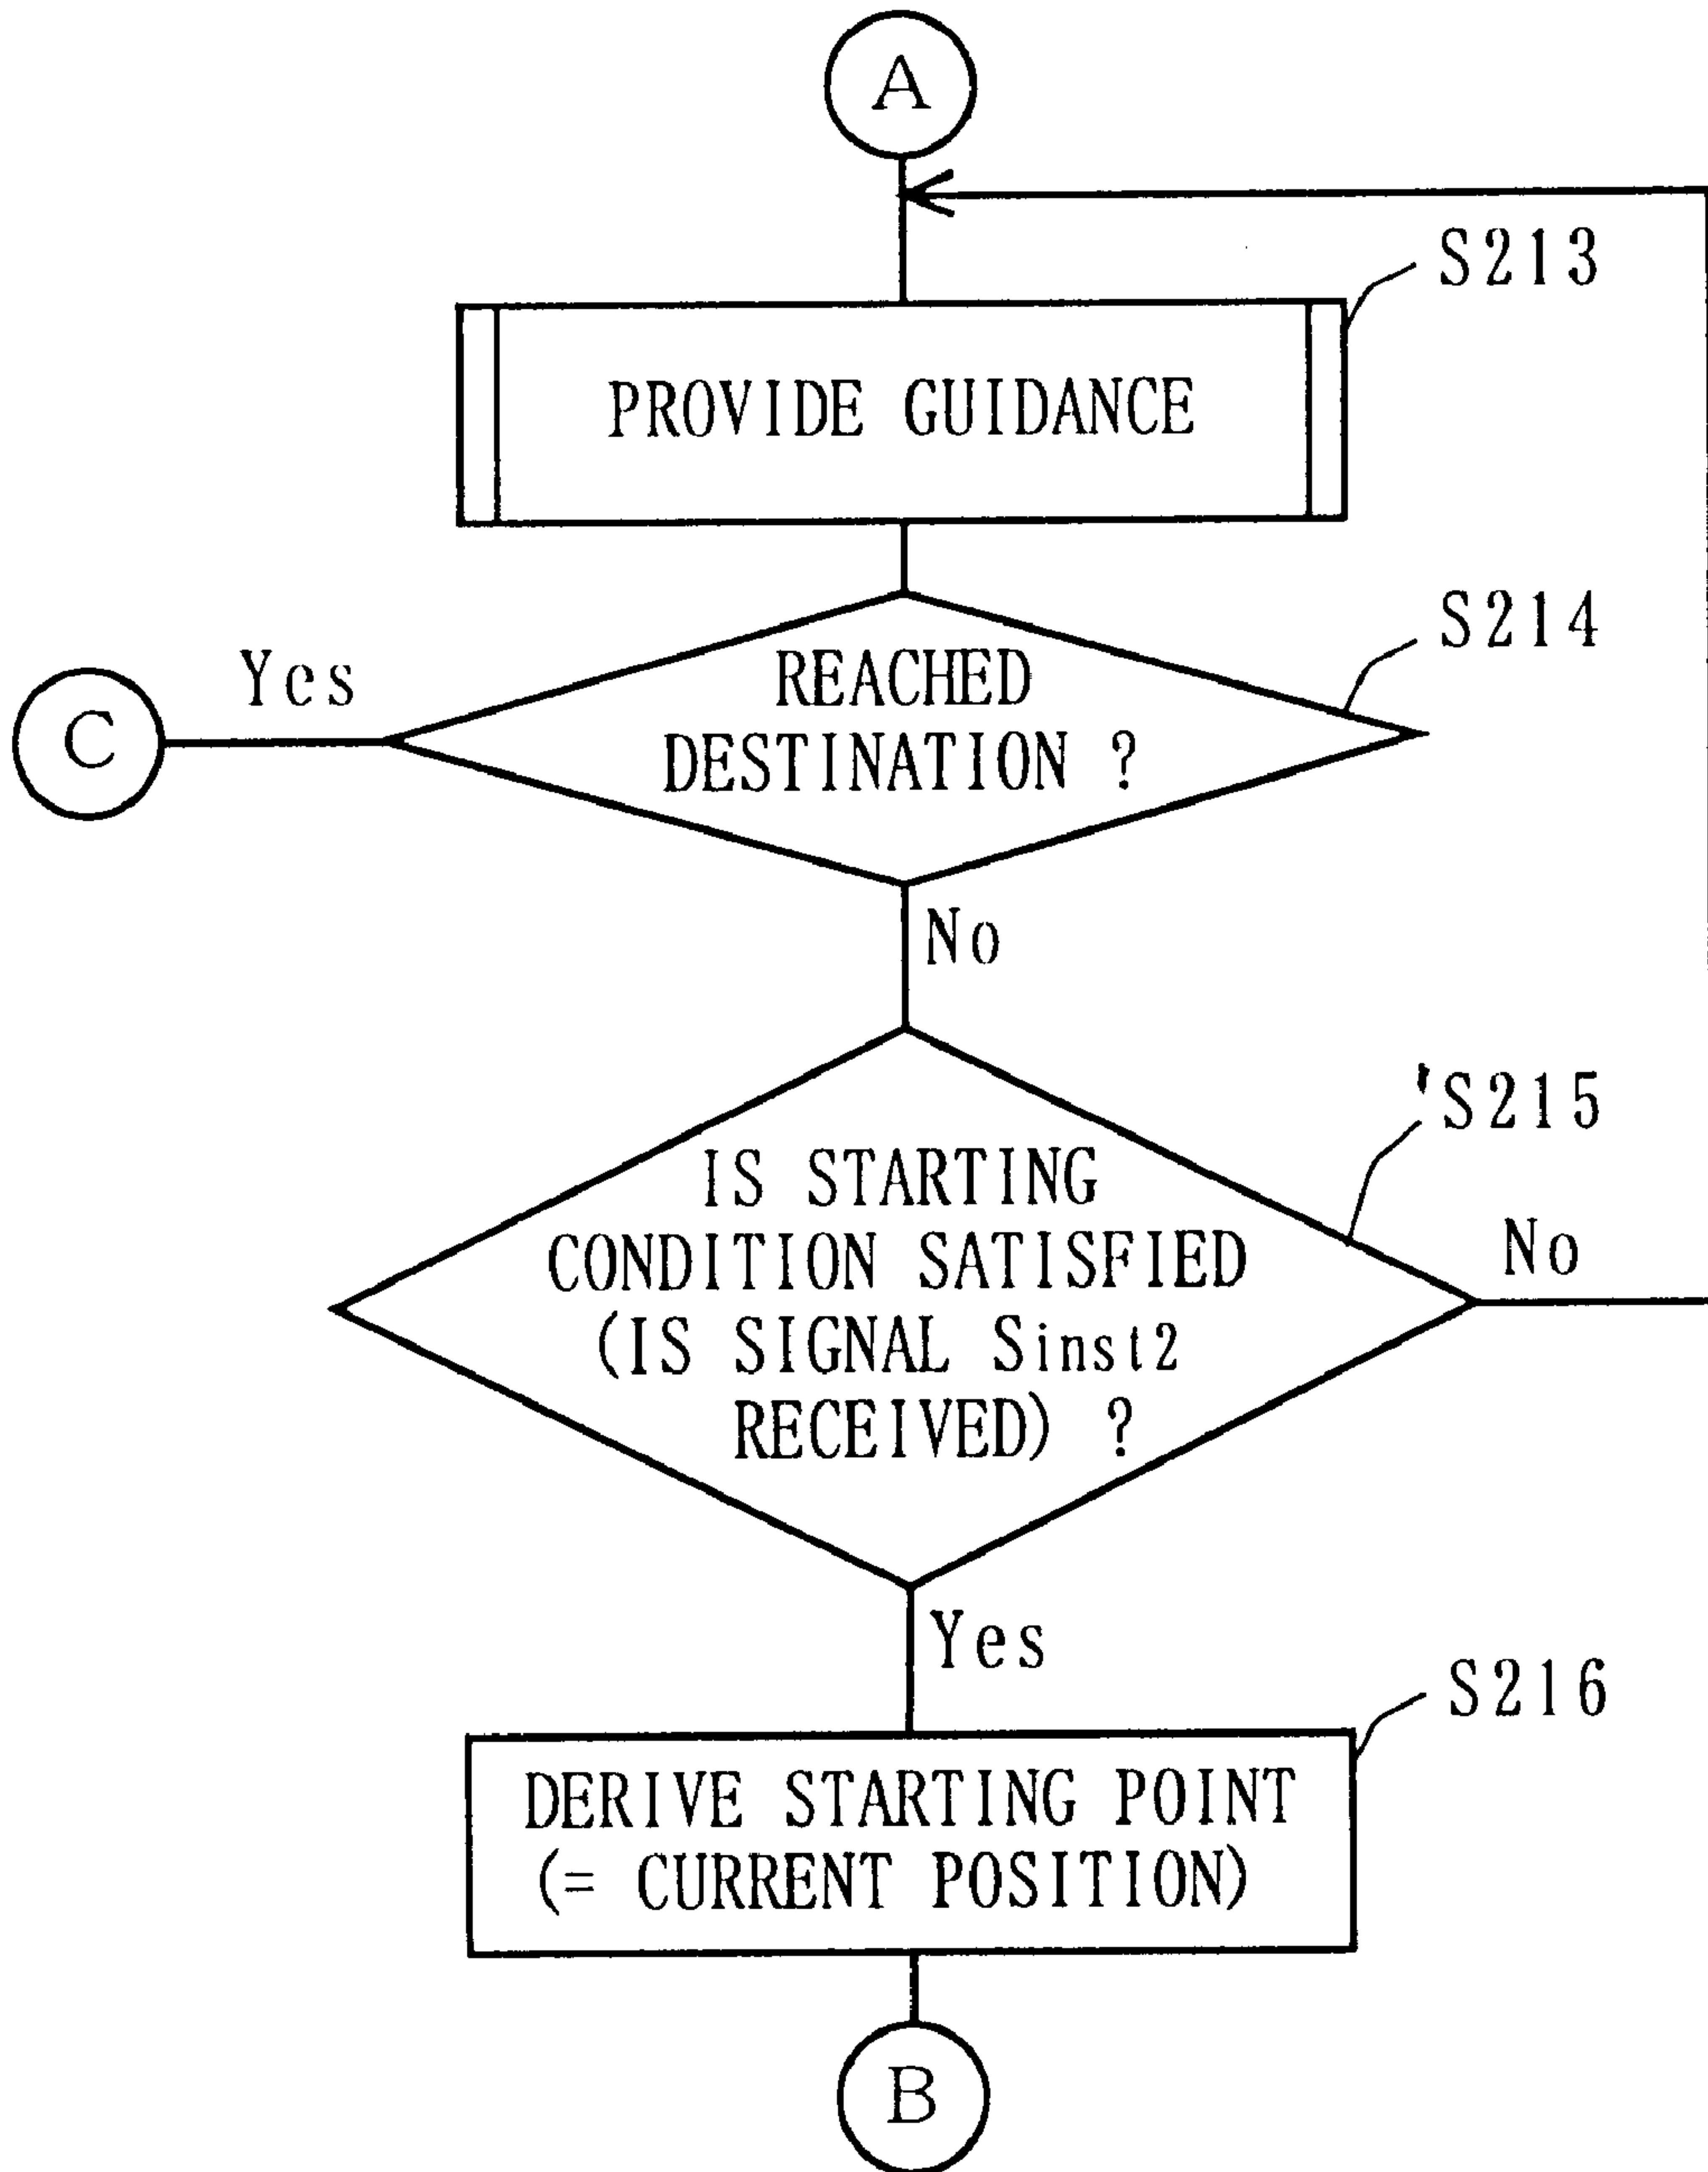 A
S213
PROVIDE GUIDANCE
S214
Yes
REACHED
DESTINATION ?
C
No
S215
IS STARTING
CONDITION SATISFIED
(IS SIGNAL Sinst2
RECEIVED) ?
No
Yes
S216
DERIVE STARTING POINT
(= CURRENT POSITION)
B